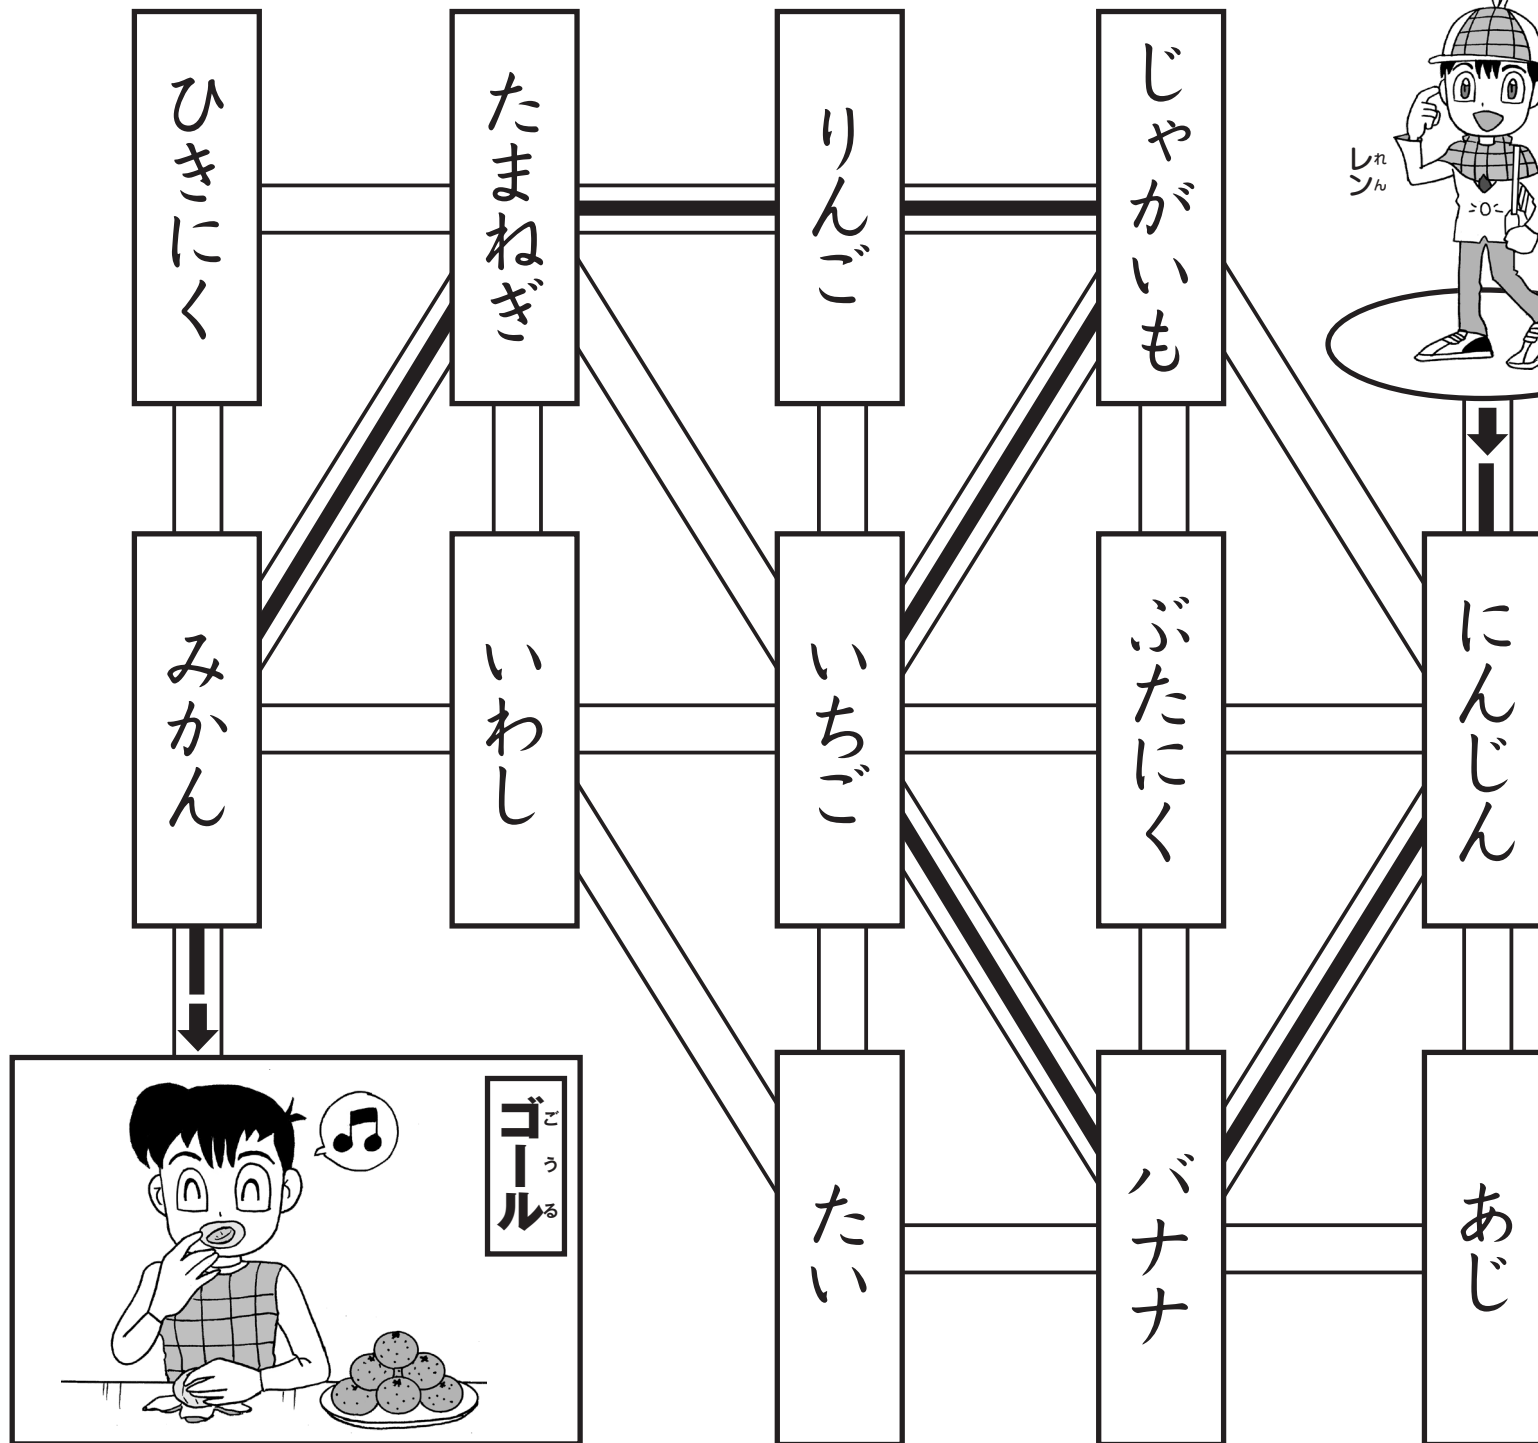 レン
れん
じゃがいも
りんご
たまねぎ
ひきにく
にんじん
ぶたにく
いちご
いわし
みかん
あじ
バナナ
たい
ゴール
ごうる